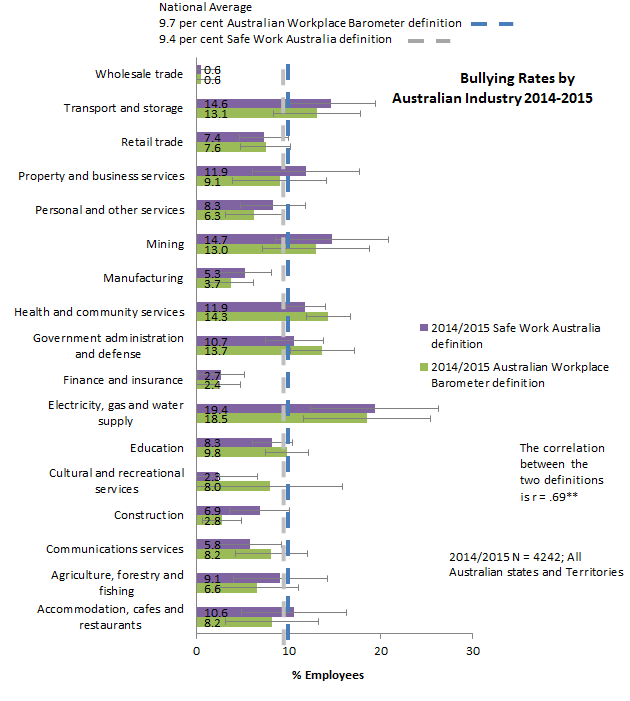 National Average
9.7 per cent Australian Workplace Barometer definition
9.4 per cent Safe Work Australia definition
Bullying Rates by
Australian Industry 2014-2015
Wholesale trade
0.6
0.6
Transport and storage
14.6
13.1
Retail trade
7.4
7.6
Property and business services
11.9
9.1
Personal and other services
8.3
6.3
Mining
14.7
13.0
Manufacturing
5.3
3.7
Health and community services
11.9
14.3
Government administration
and defense
10.7
13.7
Finance and insurance
2.7
2.4
Electricity, gas and water
supply
19.4
18.5
Education
8.3
9.8
Cultural and recreational
services
2.3
8.0
Construction
6.9
2.8
Communications services
5.8
8.2
Agriculture, forestry and
fishing
9.1
6.6
Accommodation, cafes and
restaurants
10.6
8.2
2014/2015 Safe Work Australia
definition
2014/2015 Australian Workplace
Barometer definition
The correlation
between the
two definitions
is r = .69**
2014/2015 N = 4242; All
Australian states and Territories
0 10 20 30
% Employees